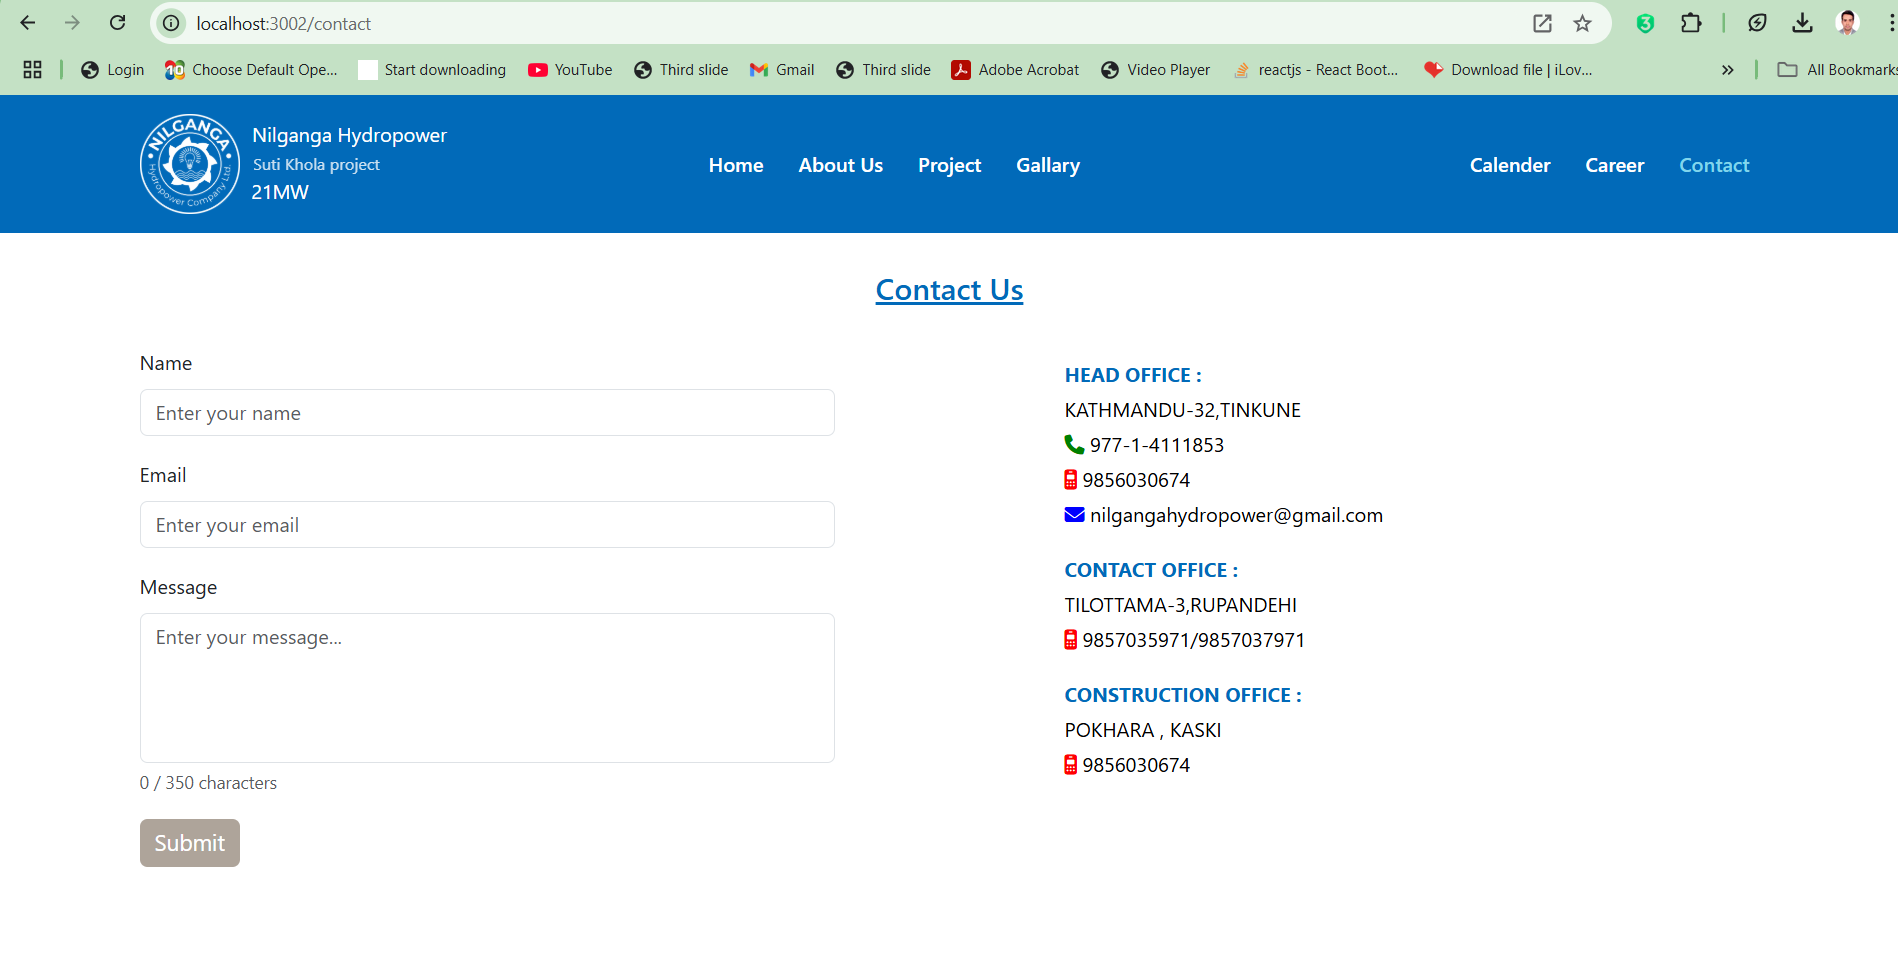 localhost:3002/contact
Login Choose Default Ope... Start downloading YouTube Third slide Gmail Third slide Adobe Acrobat Video Player reactjs - React Boot... Download file | iLov... » All Bookmarks
NILGANGA
Hydropower Company Ltd.
Nilganga Hydropower
Suti Khola project
21MW
Home About Us Project Gallary Calender Career Contact
Contact Us
Name
Enter your name
Email
Enter your email
Message
Enter your message...
0 / 350 characters
Submit
HEAD OFFICE :
KATHMANDU-32,TINKUNE
977-1-4111853
9856030674
nilgangahydropower@gmail.com
CONTACT OFFICE :
TILOTTAMA-3,RUPANDEHI
9857035971/9857037971
CONSTRUCTION OFFICE :
POKHARA , KASKI
9856030674